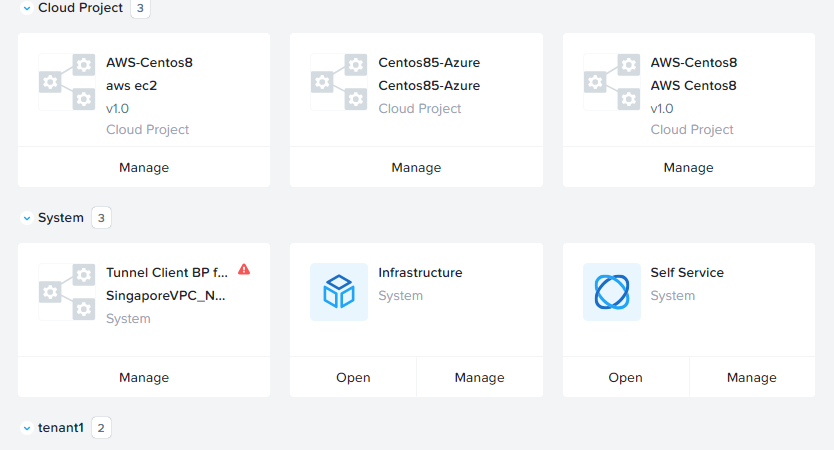 Cloud Project 3
AWS-Centos8
aws ec2
v1.0
Cloud Project
Manage
Centos85-Azure
Centos85-Azure
Cloud Project
Manage
AWS-Centos8
AWS Centos8
v1.0
Cloud Project
Manage
System 3
Tunnel Client BP f...
SingaporeVPC_N...
System
Manage
Infrastructure
System
Open Manage
Self Service
System
Open Manage
tenant1 2